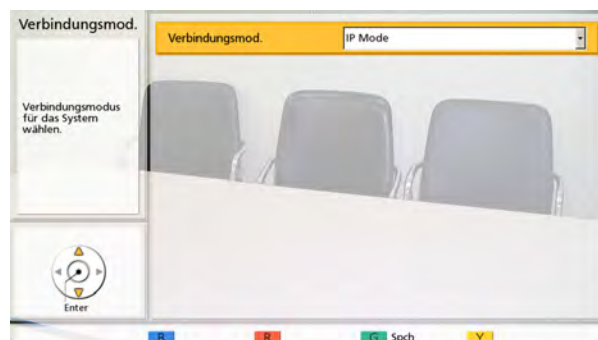 Verbindungsmod.
Verbindungsmod. IP Mode
Verbindungsmodus
für das System
wählen.
Enter
B R G Spch Y